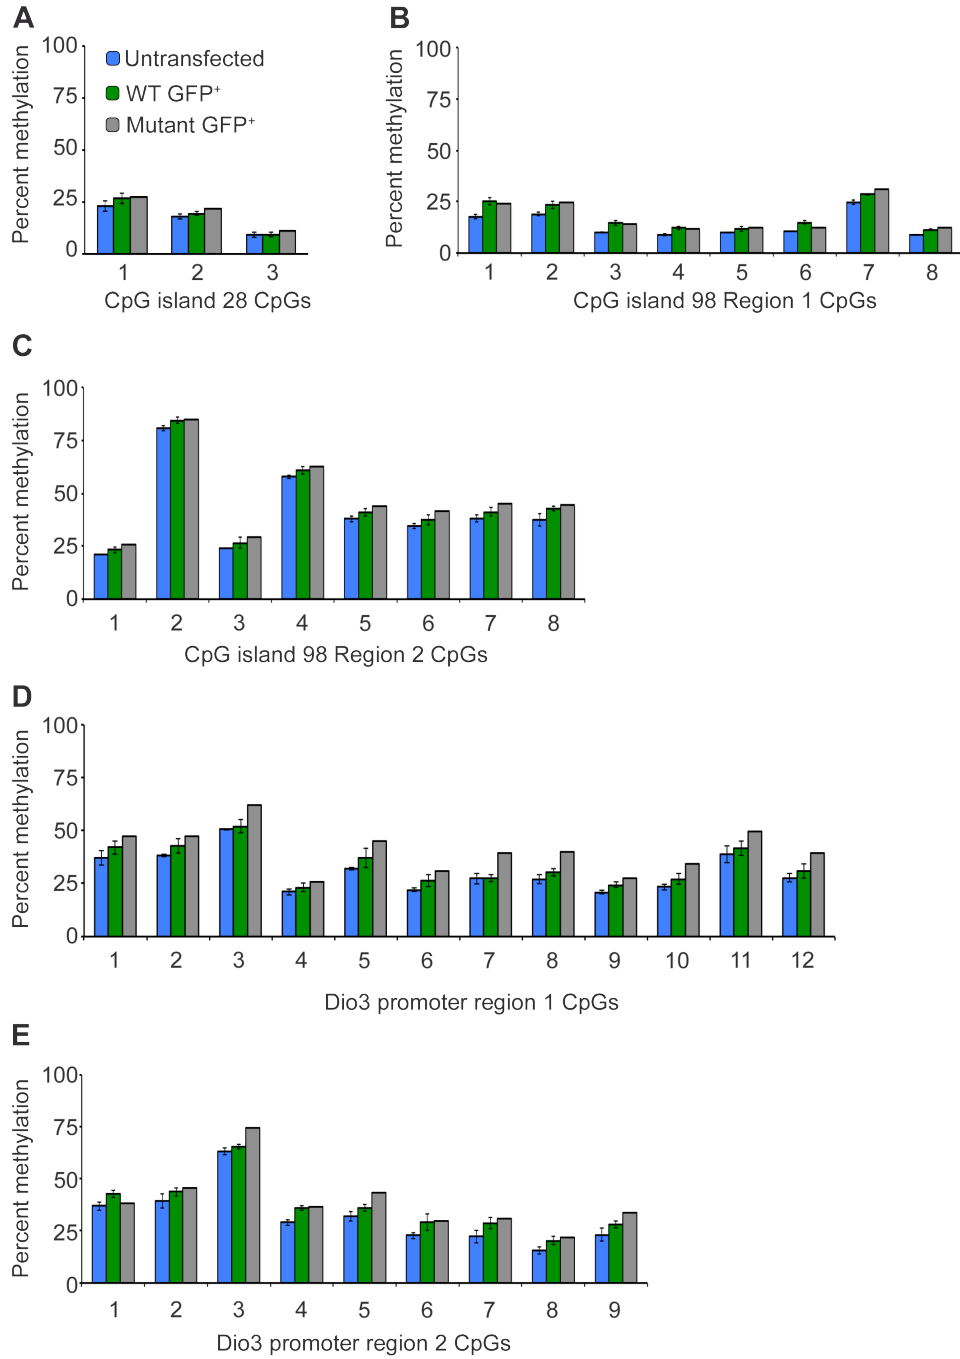 A
Percent methylation
100
75
50
25
0
Untransfected
WT GFP+
Mutant GFP+
1 2 3
CpG island 28 CpGs
B
Percent methylation
100
75
50
25
0
1 2 3 4 5 6 7 8
CpG island 98 Region 1 CpGs
C
Percent methylation
100
75
50
25
0
1 2 3 4 5 6 7 8
CpG island 98 Region 2 CpGs
D
Percent methylation
100
75
50
25
0
1 2 3 4 5 6 7 8 9 10 11 12
Dio3 promoter region 1 CpGs
E
Percent methylation
100
75
50
25
0
1 2 3 4 5 6 7 8 9
Dio3 promoter region 2 CpGs